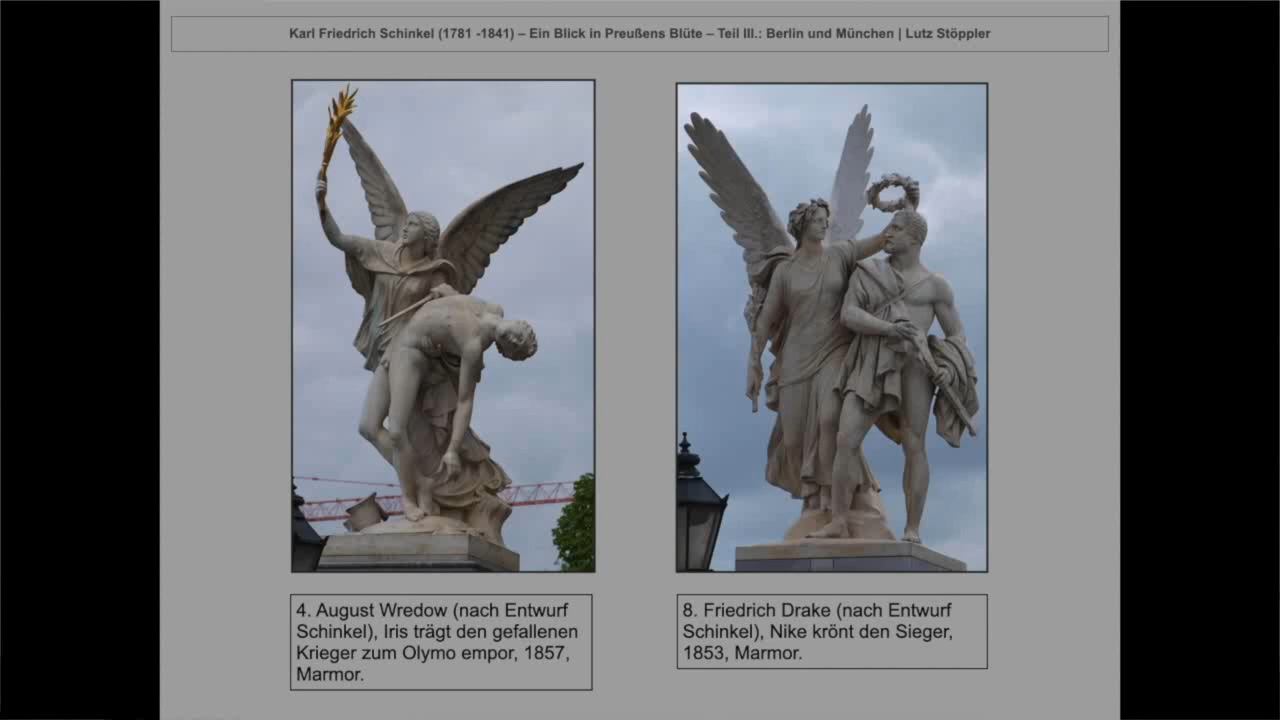 Karl Friedrich Schinkel (1781 -1841) – Ein Blick in Preußens Blüte – Teil III.: Berlin und München | Lutz Stöppler
4. August Wredow (nach Entwurf
Schinkel), Iris trägt den gefallenen
Krieger zum Olymo empor, 1857,
Marmor.
8. Friedrich Drake (nach Entwurf
Schinkel), Nike krönt den Sieger,
1853, Marmor.